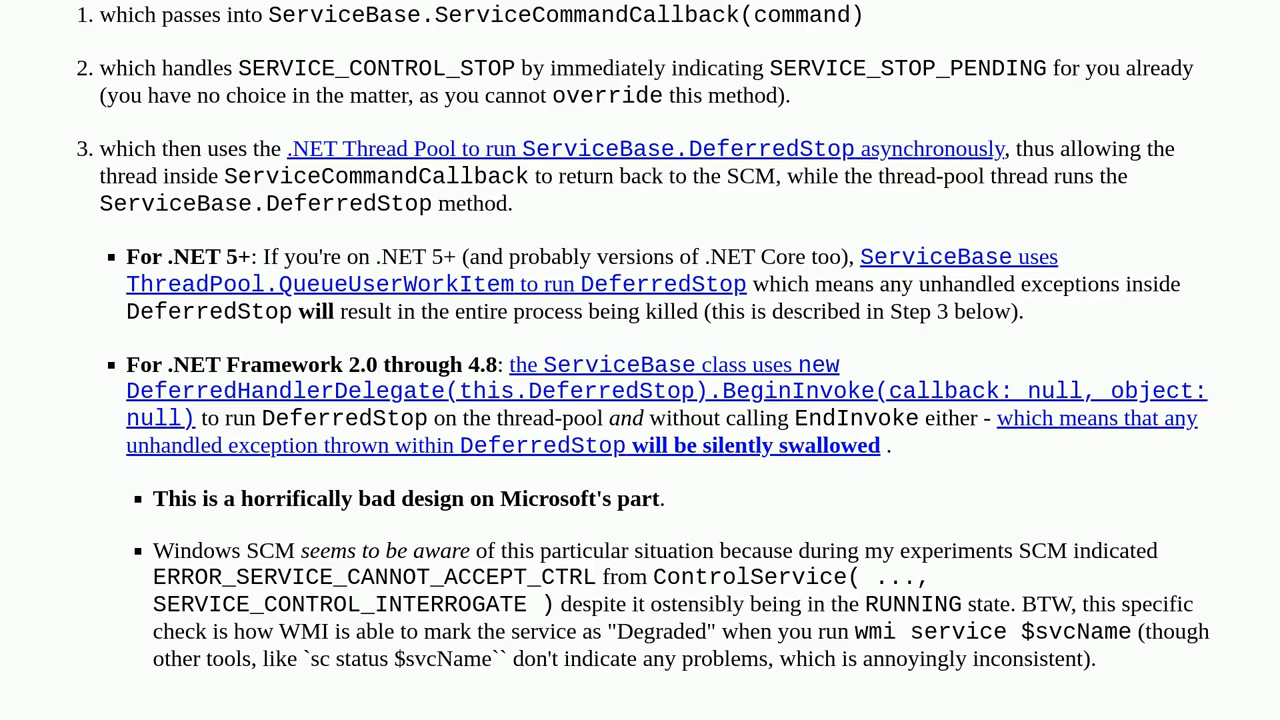 1. which passes into ServiceBase.ServiceCommandCallback(command)
2. which handles SERVICE_CONTROL_STOP by immediately indicating SERVICE_STOP_PENDING for you already
(you have no choice in the matter, as you cannot override this method).
3. which then uses the .NET Thread Pool to run ServiceBase.DeferredStop asynchronously, thus allowing the
thread inside ServiceCommandCallback to return back to the SCM, while the thread-pool thread runs the
ServiceBase.DeferredStop method.
▪ For .NET 5+: If you're on .NET 5+ (and probably versions of .NET Core too), ServiceBase uses
ThreadPool.QueueUserWorkItem to run DeferredStop which means any unhandled exceptions inside
DeferredStop will result in the entire process being killed (this is described in Step 3 below).
▪ For .NET Framework 2.0 through 4.8: the ServiceBase class uses new
DeferredHandlerDelegate(this.DeferredStop).BeginInvoke(callback: null, object:
null) to run DeferredStop on the thread-pool and without calling EndInvoke either - which means that any
unhandled exception thrown within DeferredStop will be silently swallowed .
▪ This is a horrifically bad design on Microsoft's part.
▪ Windows SCM seems to be aware of this particular situation because during my experiments SCM indicated
ERROR_SERVICE_CANNOT_ACCEPT_CTRL from ControlService( ...,
SERVICE_CONTROL_INTERROGATE ) despite it ostensibly being in the RUNNING state. BTW, this specific
check is how WMI is able to mark the service as "Degraded" when you run wmi service $svcName (though
other tools, like `sc status $svcName`` don't indicate any problems, which is annoyingly inconsistent).